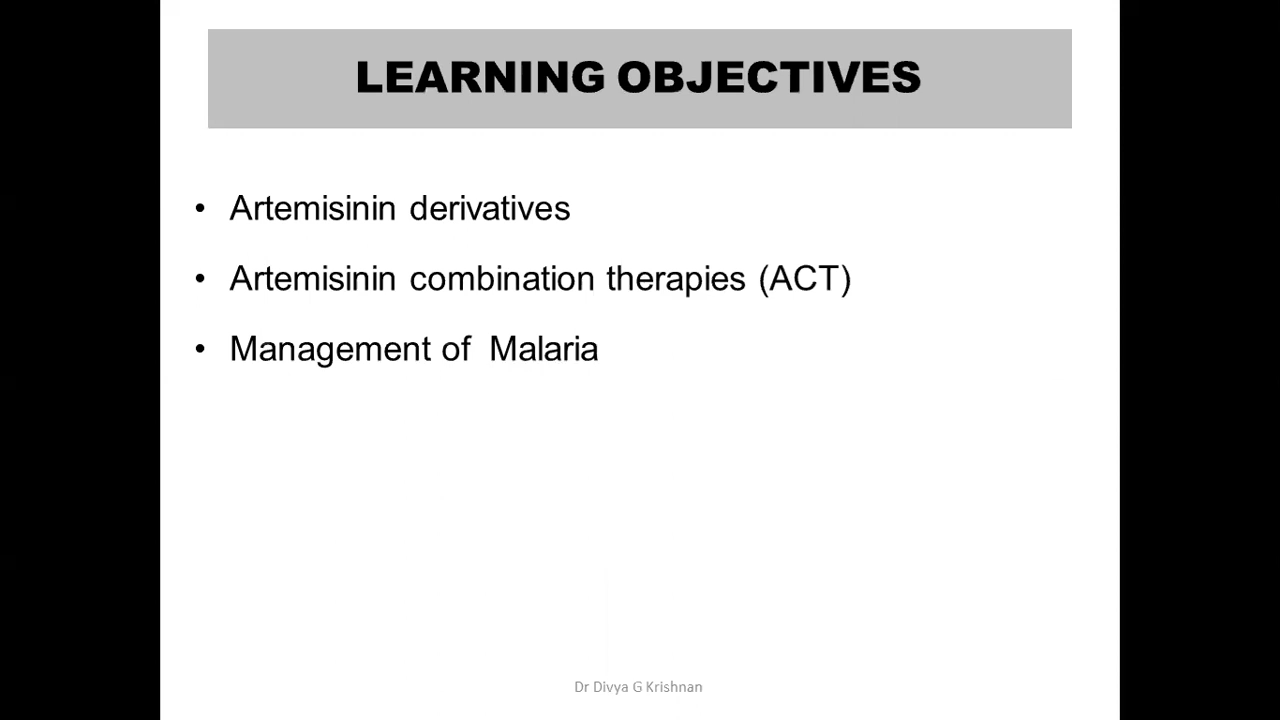 LEARNING OBJECTIVES
• Artemisinin derivatives
• Artemisinin combination therapies (ACT)
• Management of  Malaria
Dr Divya G Krishnan